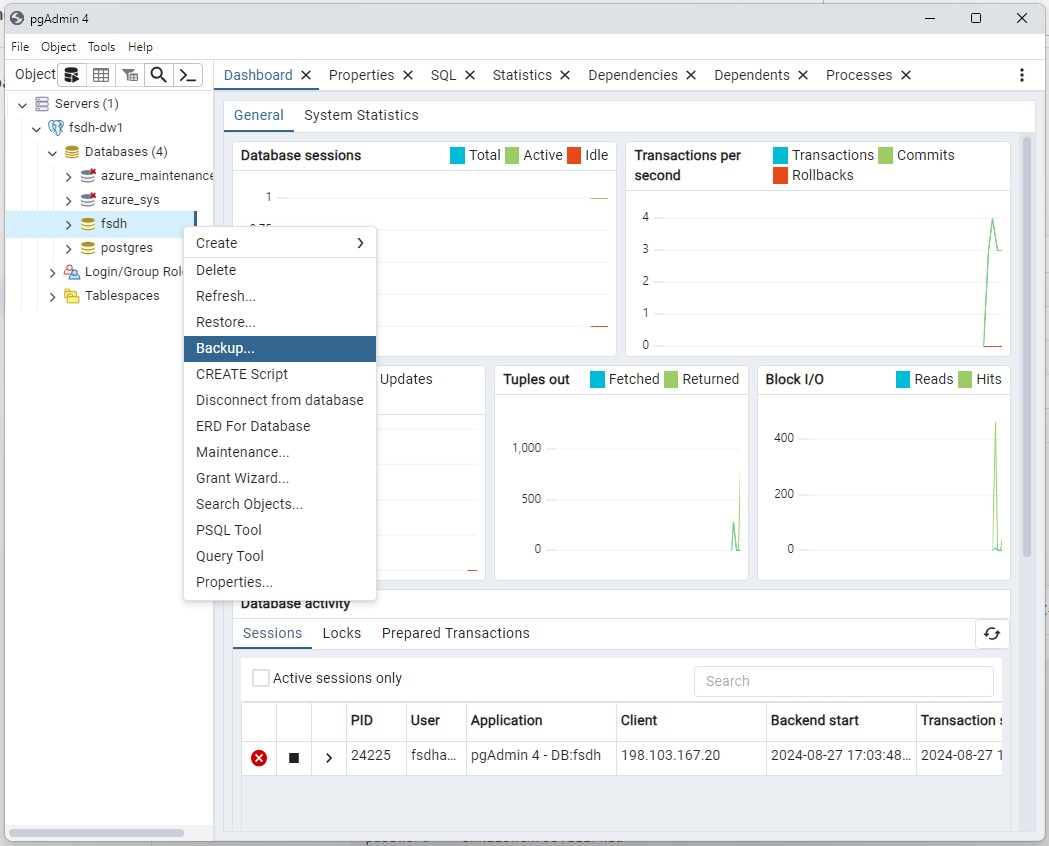 pgAdmin 4
File Object Tools Help
Object
Dashboard Properties SQL Statistics Dependencies Dependents Processes
Servers (1)
fsdh-dw1
Databases (4)
azure_maintenance
azure_sys
fsdh
postgres
Login/Group Rol
Tablespaces
Create
Delete
Refresh...
Restore...
Backup...
CREATE Script
Disconnect from database
ERD For Database
Maintenance...
Grant Wizard...
Search Objects...
PSQL Tool
Query Tool
Properties...
General System Statistics
Database sessions Total Active Idle
1
Transactions per second Transactions Commits
Rollbacks
4
3
2
1
0
Updates
Tuples out Fetched Returned
1,000
500
0
Block I/O Reads Hits
400
200
0
Database activity
Sessions Locks Prepared Transactions
Active sessions only Search
PID User Application Client Backend start Transaction s
24225 fsdha... pgAdmin 4 - DB:fsdh 198.103.167.20 2024-08-27 17:03:48... 2024-08-27 1